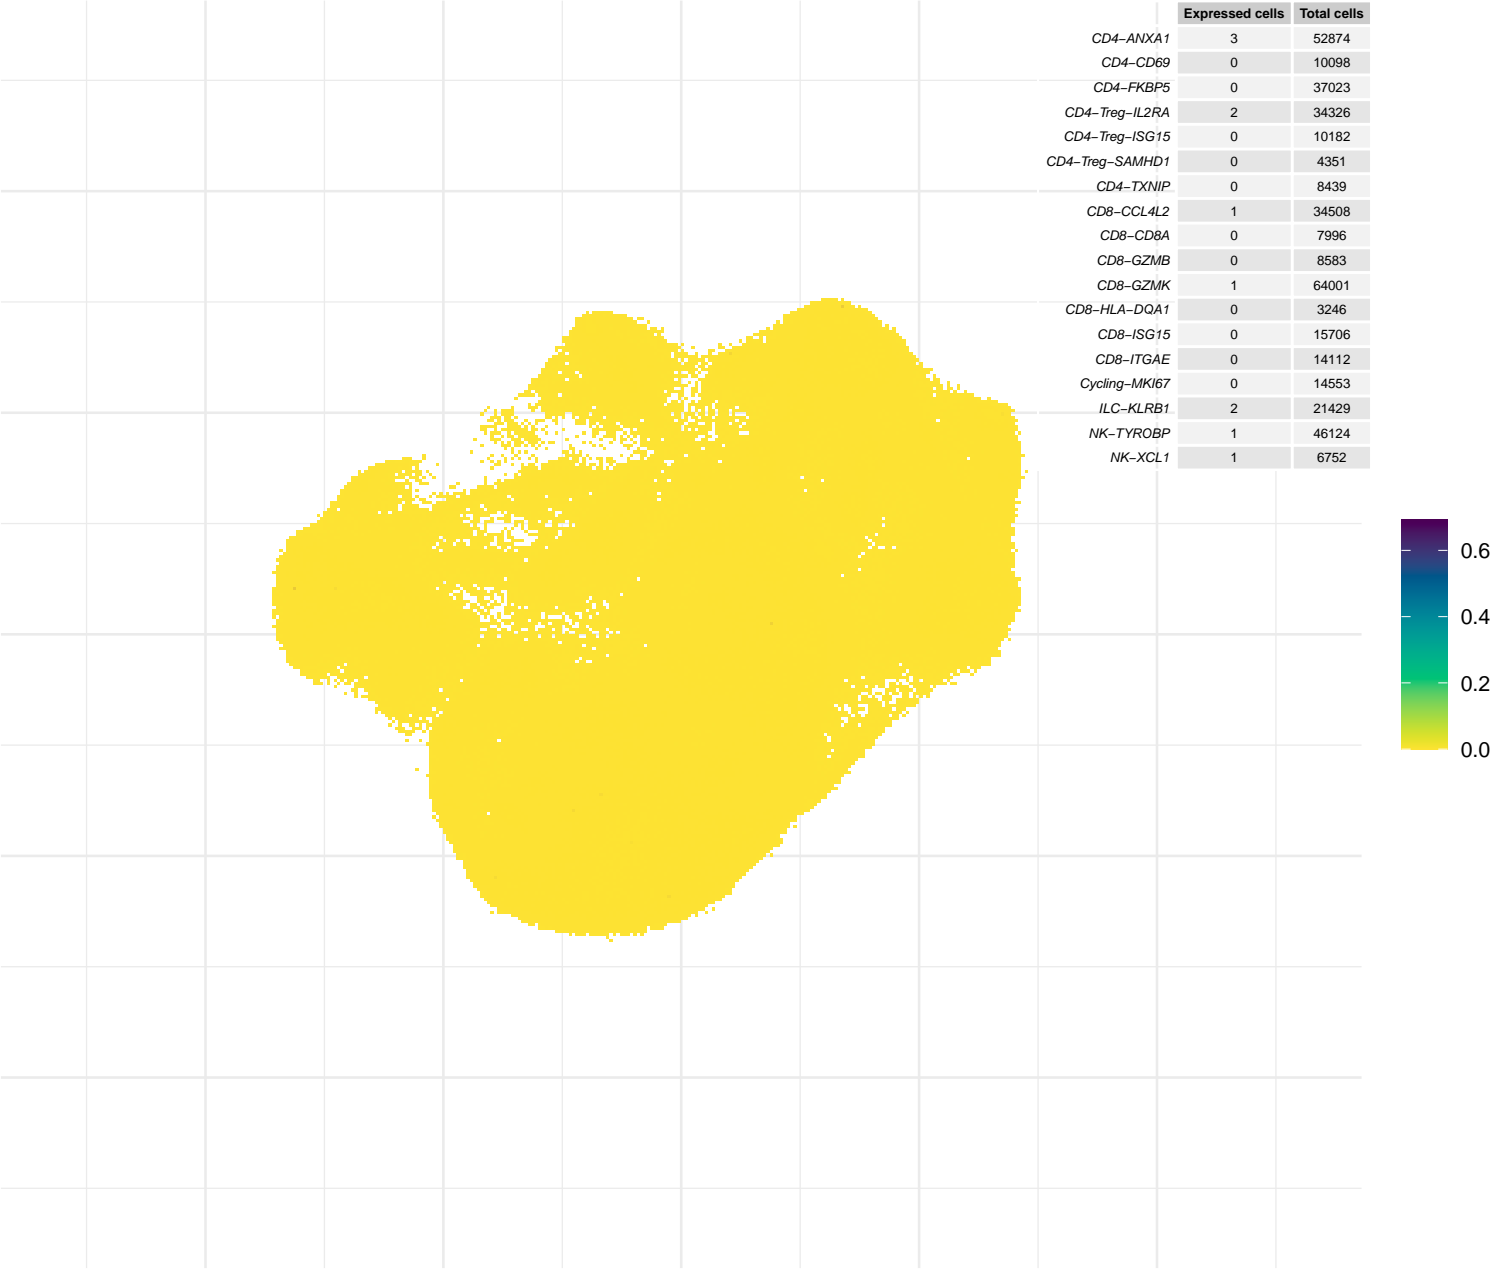 Expressed cells Total cells
CD4−ANXA1 3 52874
CD4−CD69 0 10098
CD4−FKBP5 0 37023
CD4−Treg−IL2RA 2 34326
CD4−Treg−ISG15 0 10182
CD4−Treg−SAMHD1 0 4351
CD4−TXNIP 0 8439
CD8−CCL4L2 1 34508
CD8−CD8A 0 7996
CD8−GZMB 0 8583
CD8−GZMK 1 64001
CD8−HLA−DQA1 0 3246
CD8−ISG15 0 15706
CD8−ITGAE 0 14112
Cycling−MKI67 0 14553
ILC−KLRB1 2 21429
NK−TYROBP 1 46124
NK−XCL1 1 6752
0.6
0.4
0.2
0.0